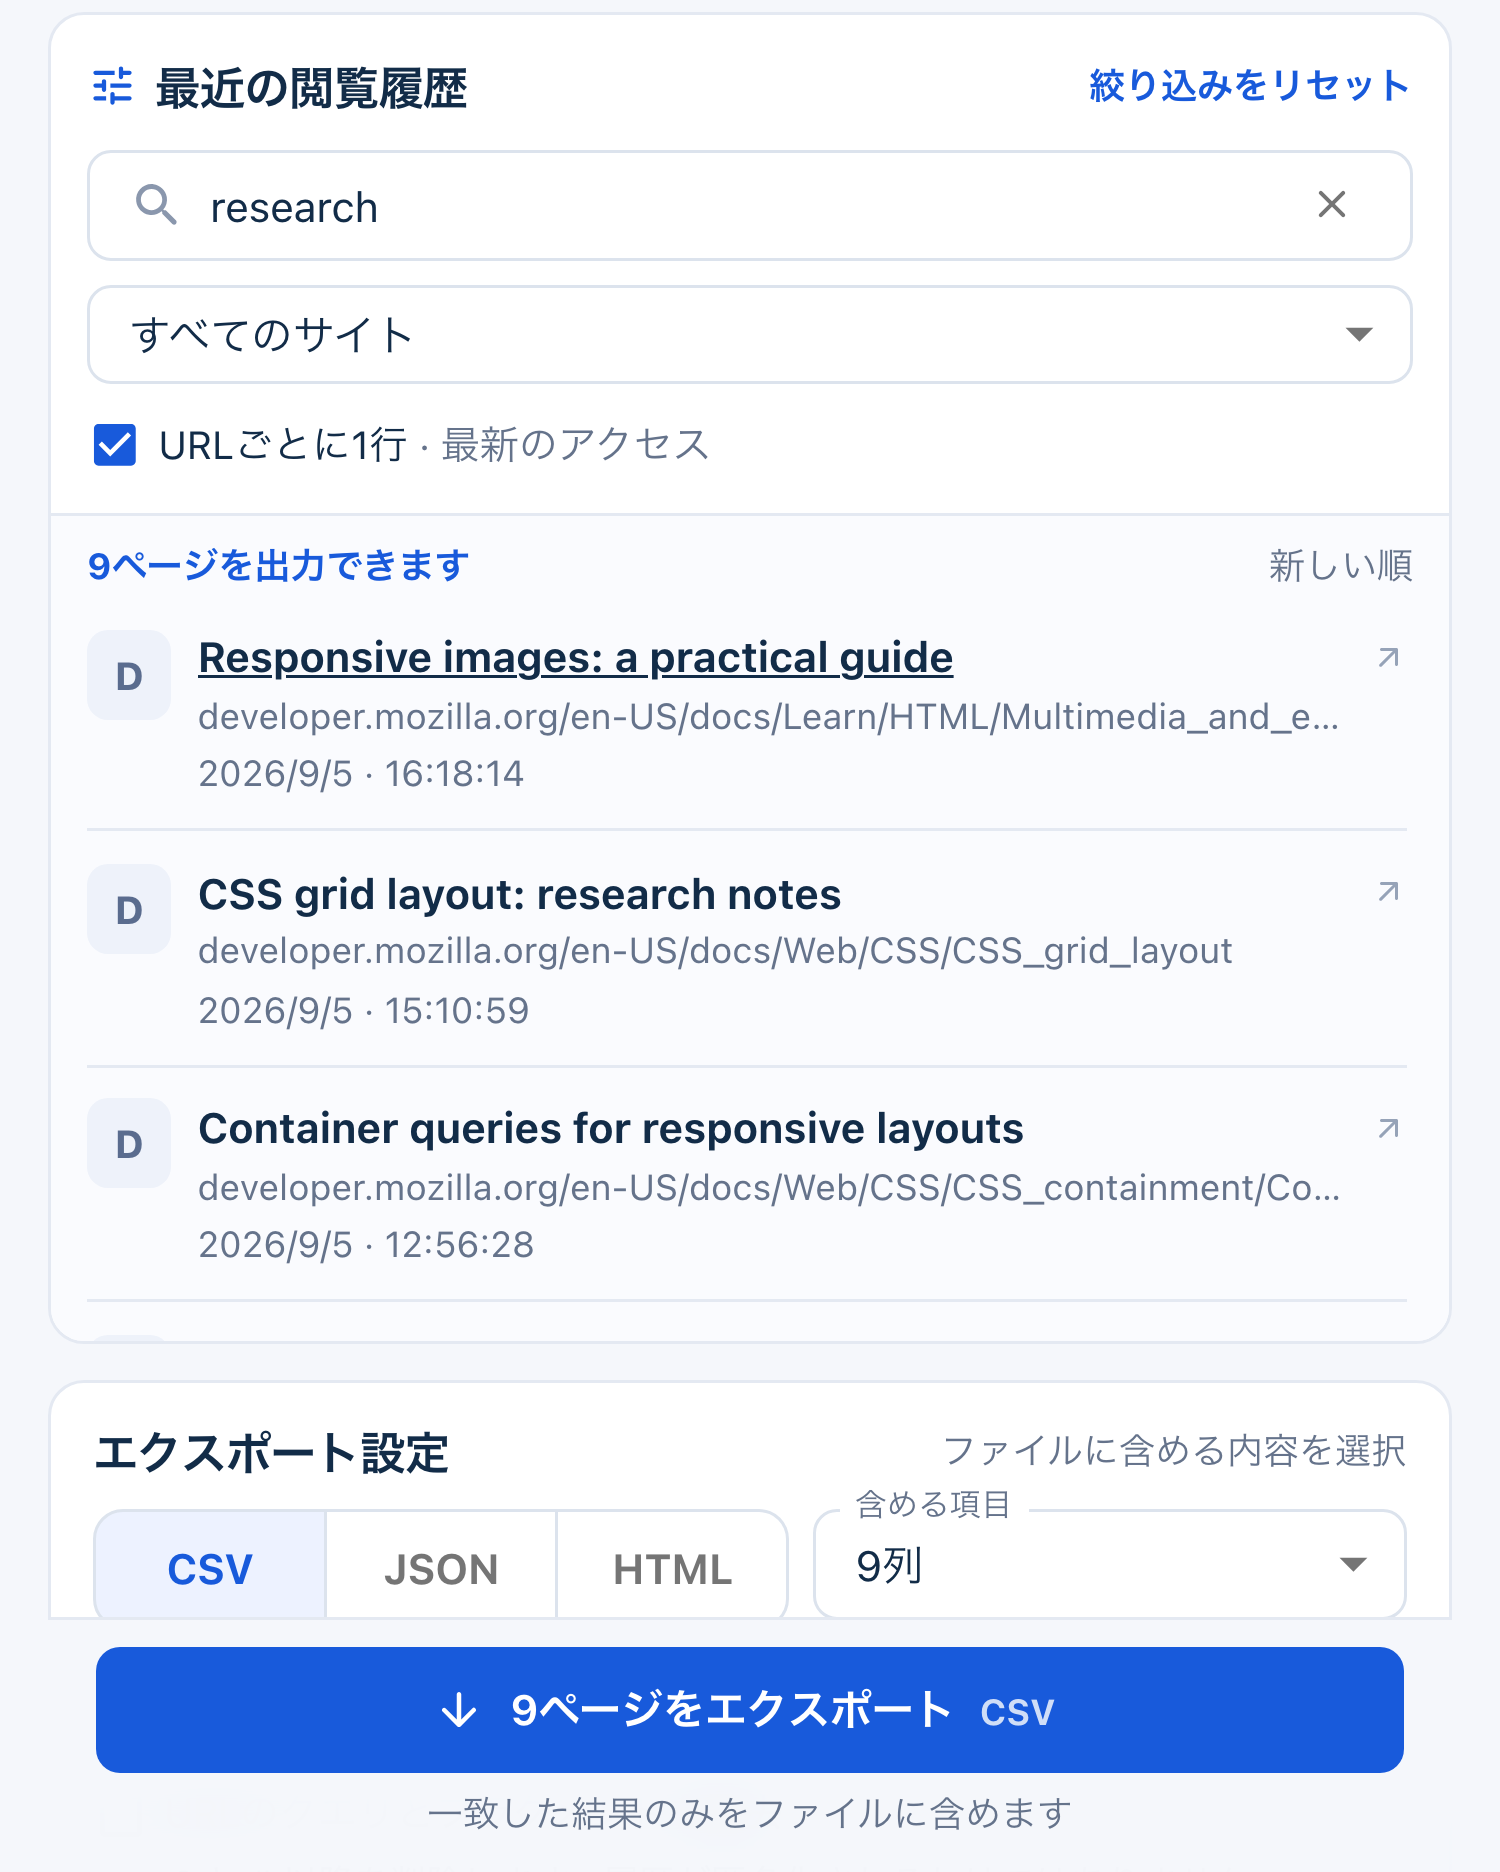 最近の閲覧履歴
絞り込みをリセット
research
すべてのサイト
URLごとに1行 · 最新のアクセス
9ページを出力できます
新しい順
D
Responsive images: a practical guide
developer.mozilla.org/en-US/docs/Learn/HTML/Multimedia_and_e...
2026/9/5 · 16:18:14
D
CSS grid layout: research notes
developer.mozilla.org/en-US/docs/Web/CSS/CSS_grid_layout
2026/9/5 · 15:10:59
D
Container queries for responsive layouts
developer.mozilla.org/en-US/docs/Web/CSS/CSS_containment/Co...
2026/9/5 · 12:56:28
エクスポート設定
ファイルに含める内容を選択
含める項目
CSV
JSON
HTML
9列
9ページをエクスポート CSV
一致した結果のみをファイルに含めます